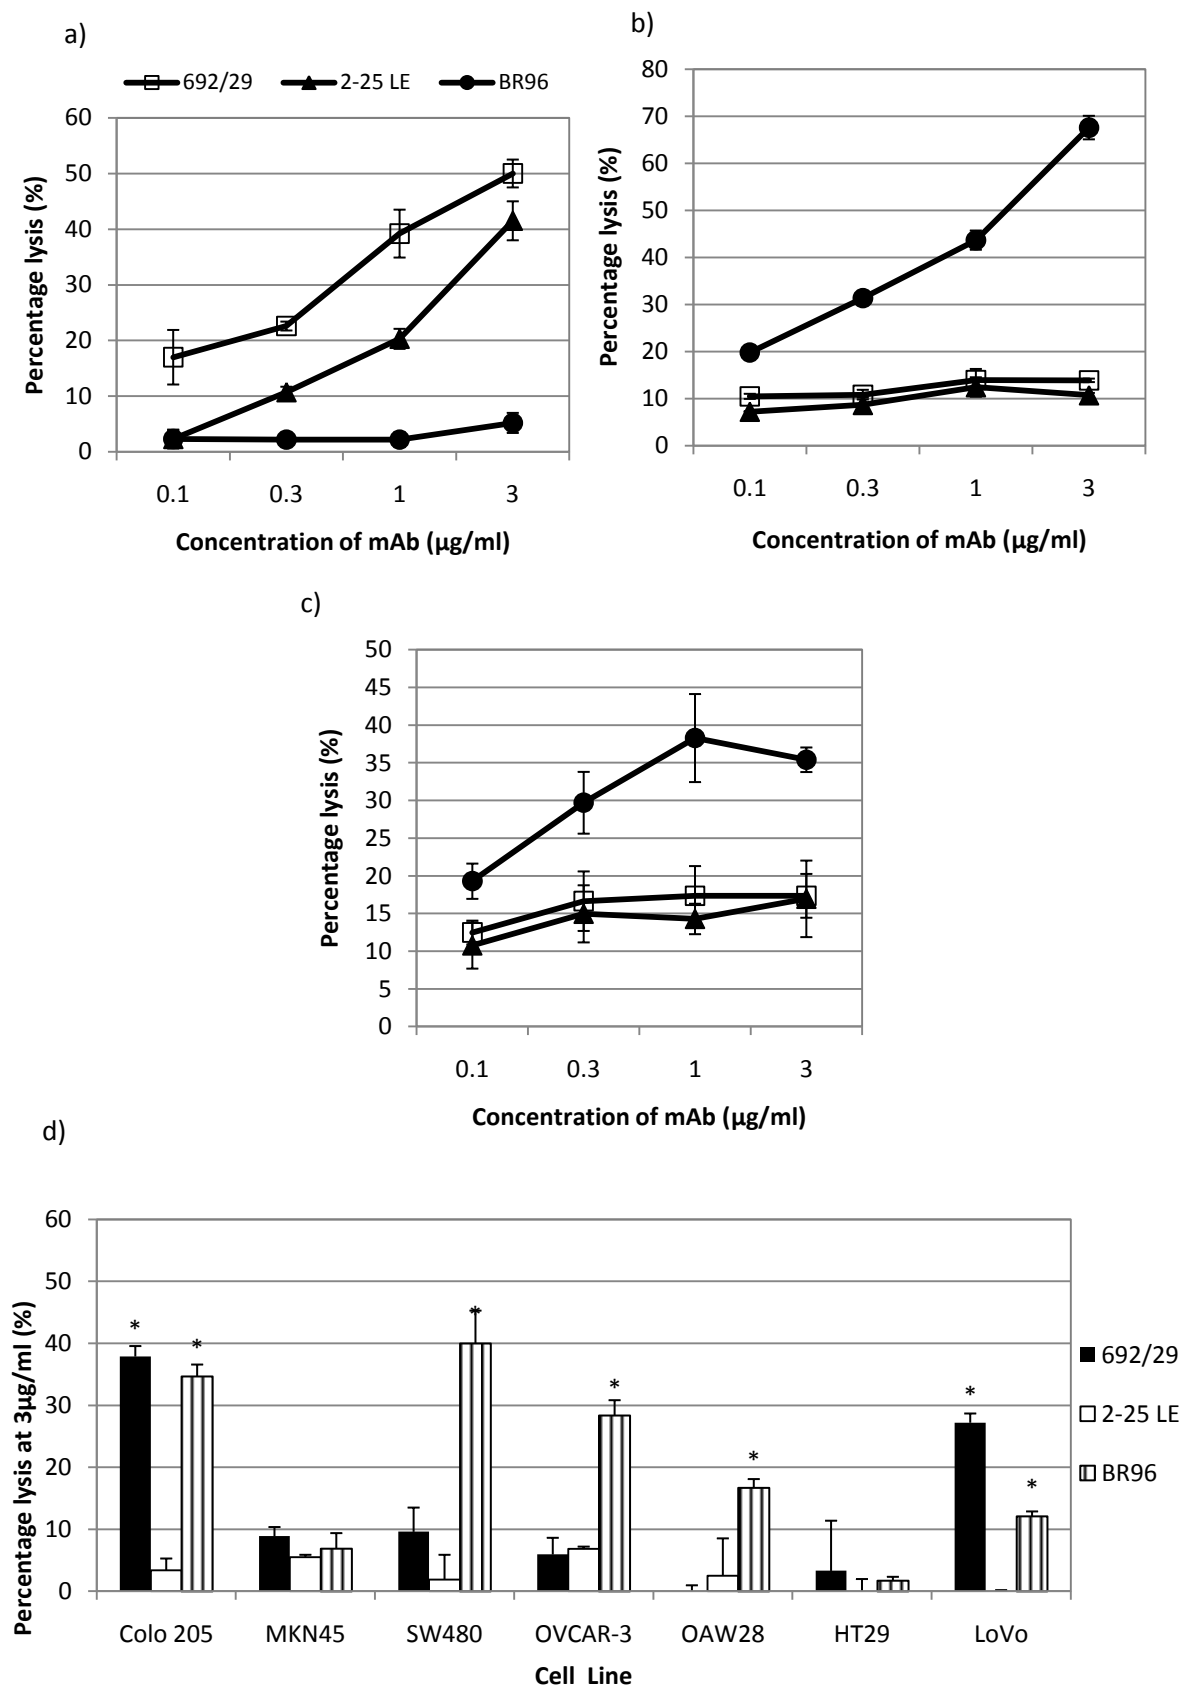 a)
692/29 2-25 LE BR96
60
50
40
30
20
10
0
Percentage lysis (%)
0.1 0.3 1 3
Concentration of mAb (µg/ml)
b)
80
70
60
50
40
30
20
10
0
Percentage lysis (%)
0.1 0.3 1 3
Concentration of mAb (µg/ml)
c)
50
45
40
35
30
25
20
15
10
5
0
Percentage lysis (%)
0.1 0.3 1 3
Concentration of mAb (µg/ml)
d)
60
50
40
30
20
10
0
Percentage lysis at 3µg/ml (%)
* * * * * * *
692/29
2-25 LE
BR96
Colo 205 MKN45 SW480 OVCAR-3 OAW28 HT29 LoVo
Cell Line